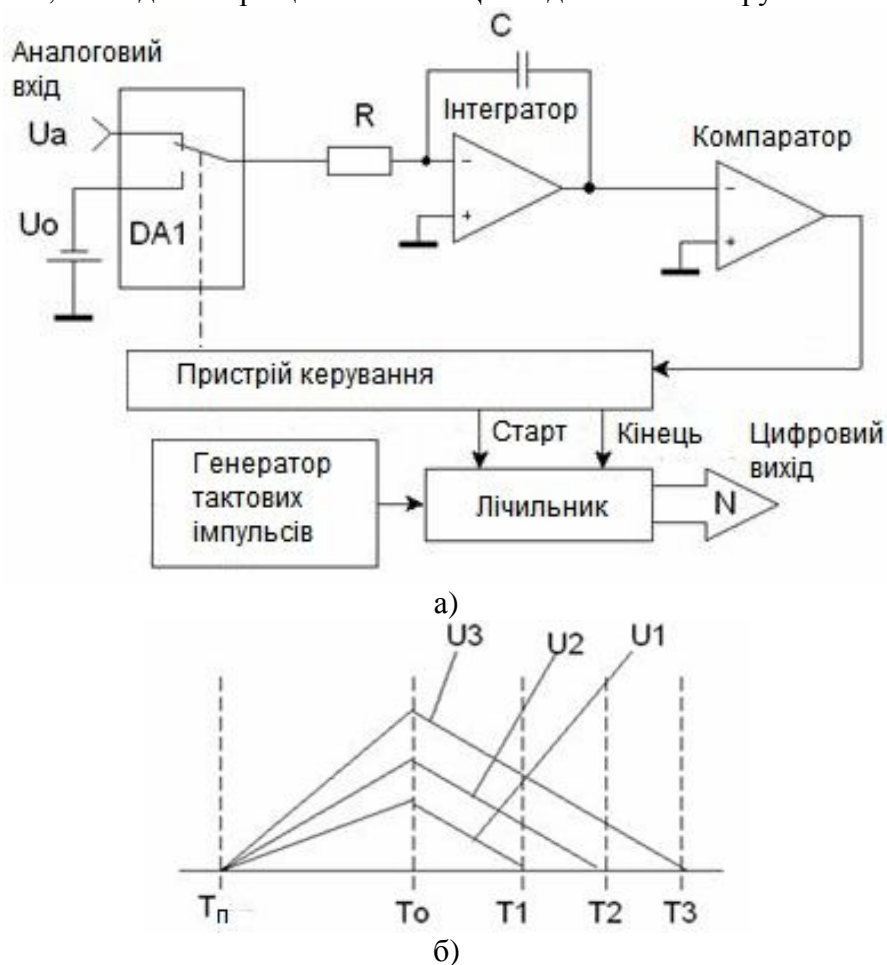 C
Аналоговий
вхід
Ua
R
Інтегратор
Компаратор
−
+
−
+
Uo
DA1
Пристрій керування
Старт
Кінець
Цифровий
вихід
Генератор
тактових
імпульсів
Лічильник
N
а)
U3
U2
U1
Tп
To
T1
T2
T3
б)